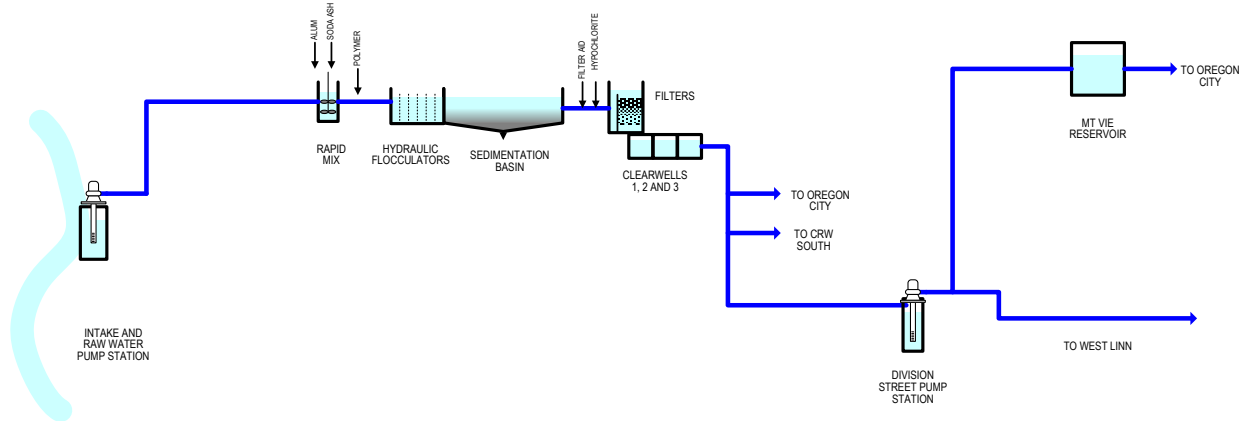 ALUM
SODA ASH
POLYMER
FILTER AID
HYPOCHLORITE
FILTERS
RAPID
MIX
HYDRAULIC
FLOCCULATORS
SEDIMENTATION
BASIN
CLEARWELLS
1, 2 AND 3
TO OREGON
CITY
MT VIE
RESERVOIR
TO OREGON
CITY
TO CRW
SOUTH
INTAKE AND
RAW WATER
PUMP STATION
TO WEST LINN
DIVISION
STREET PUMP
STATION